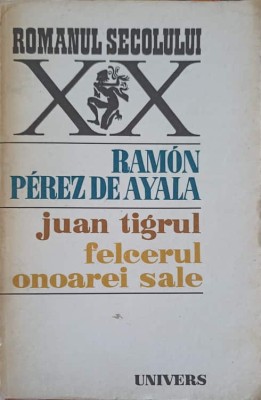 ROMANUL SECOLULUI
XX
RAMÓN
PÉREZ DE AYALA
juan tigrul
felcerul
onoarei sale
UNIVERS